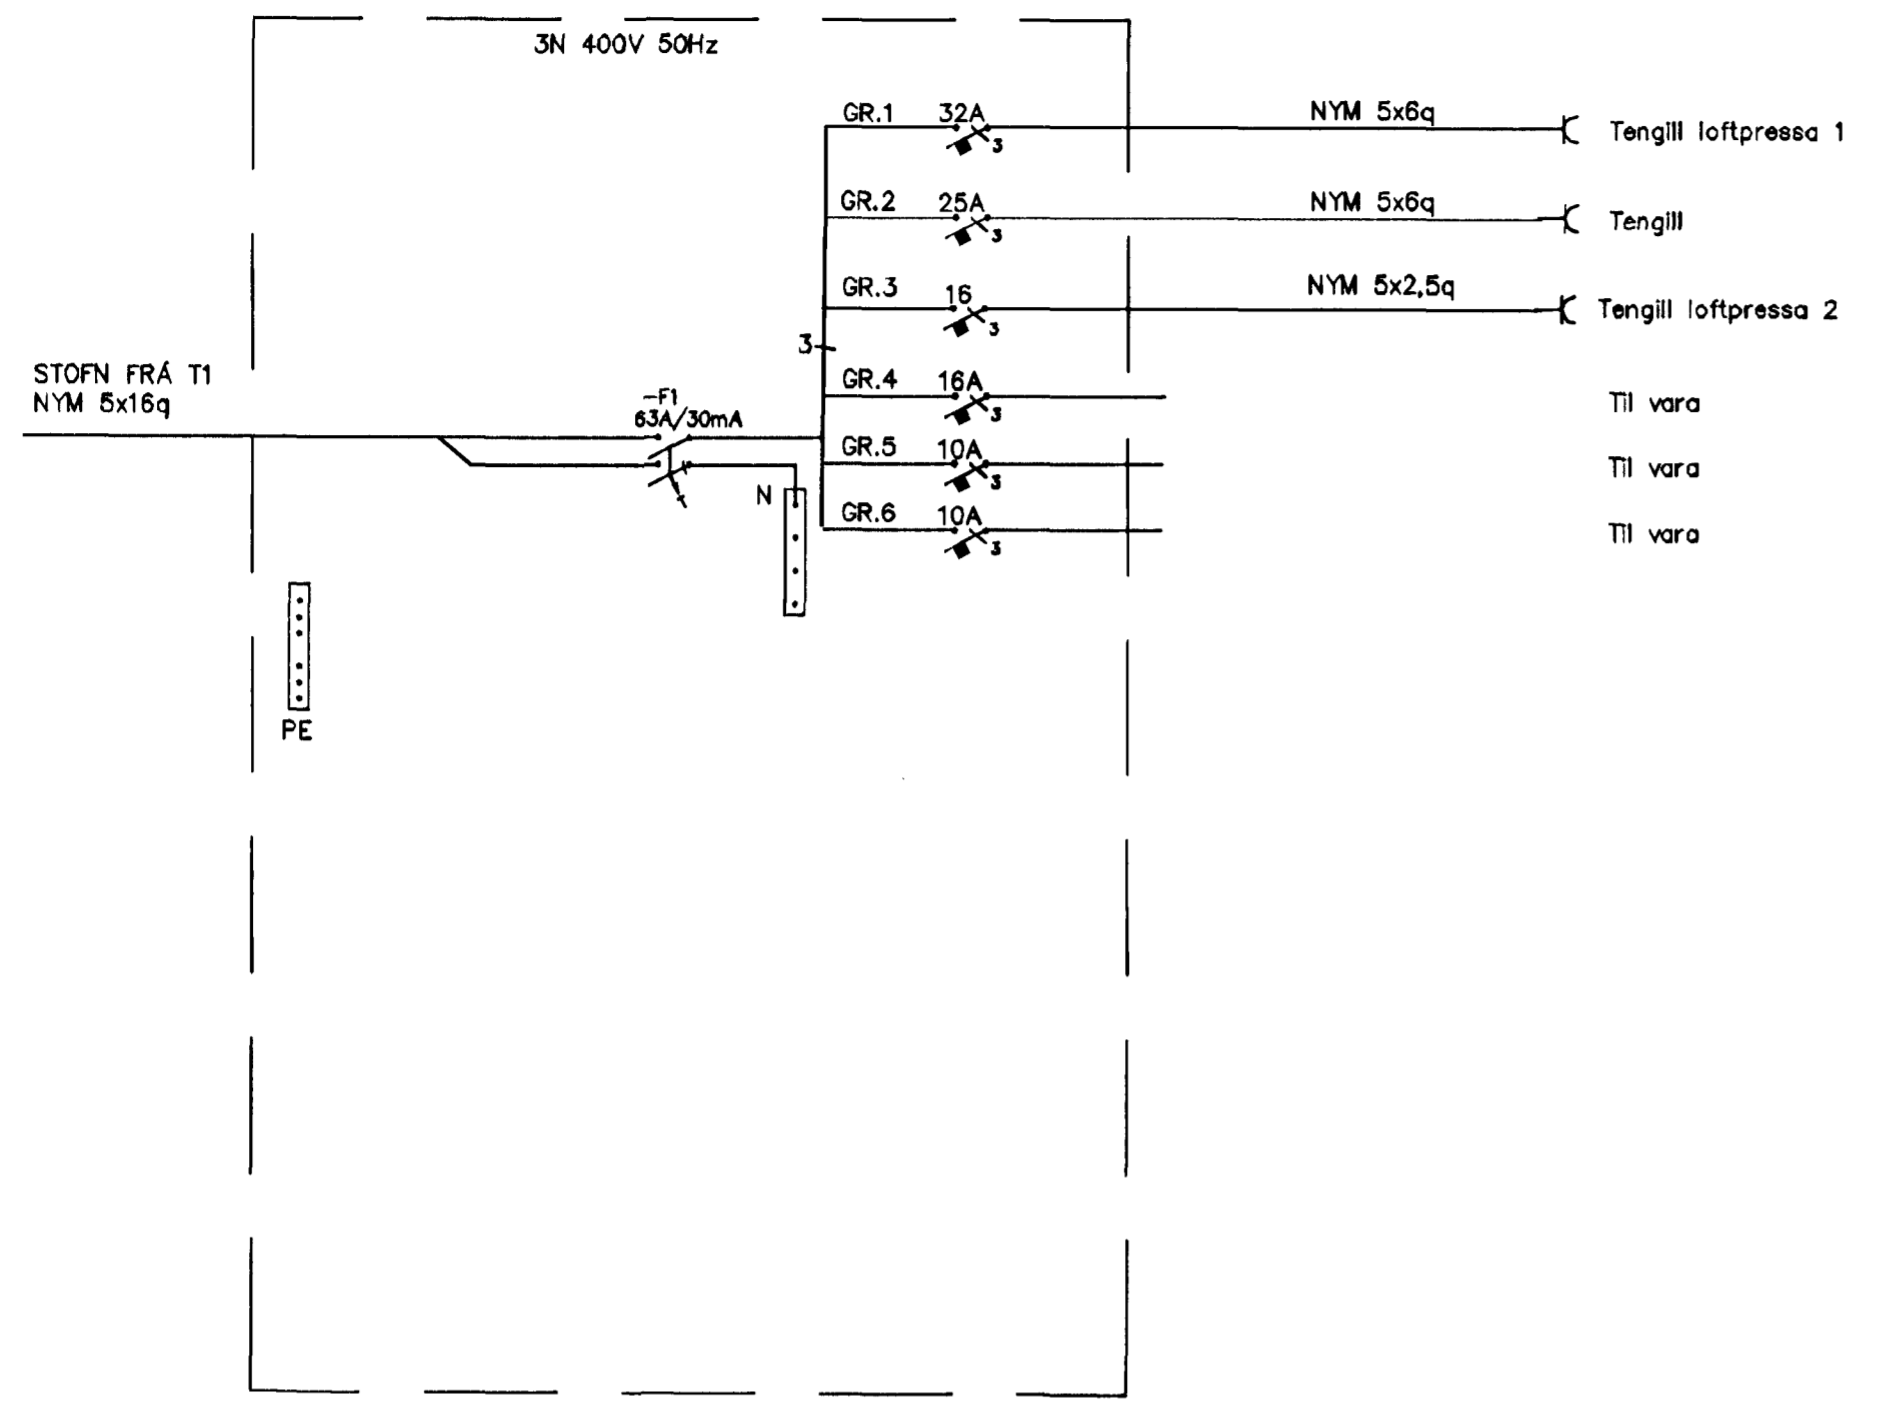 3N 400V 50Hz
GR.1 32A 3 NYM 5x6q Tengill loftpressa 1
GR.2 25A 3 NYM 5x6q Tengill
GR.3 16 3 NYM 5x2,5q Tengill loftpressa 2
3
STOFN FRÁ T1
NYM 5x16q
-F1
63A/30mA
GR.4 16A 3 Til vara
GR.5 10A 3 Til vara
N
GR.6 10A 3 Til vara
PE